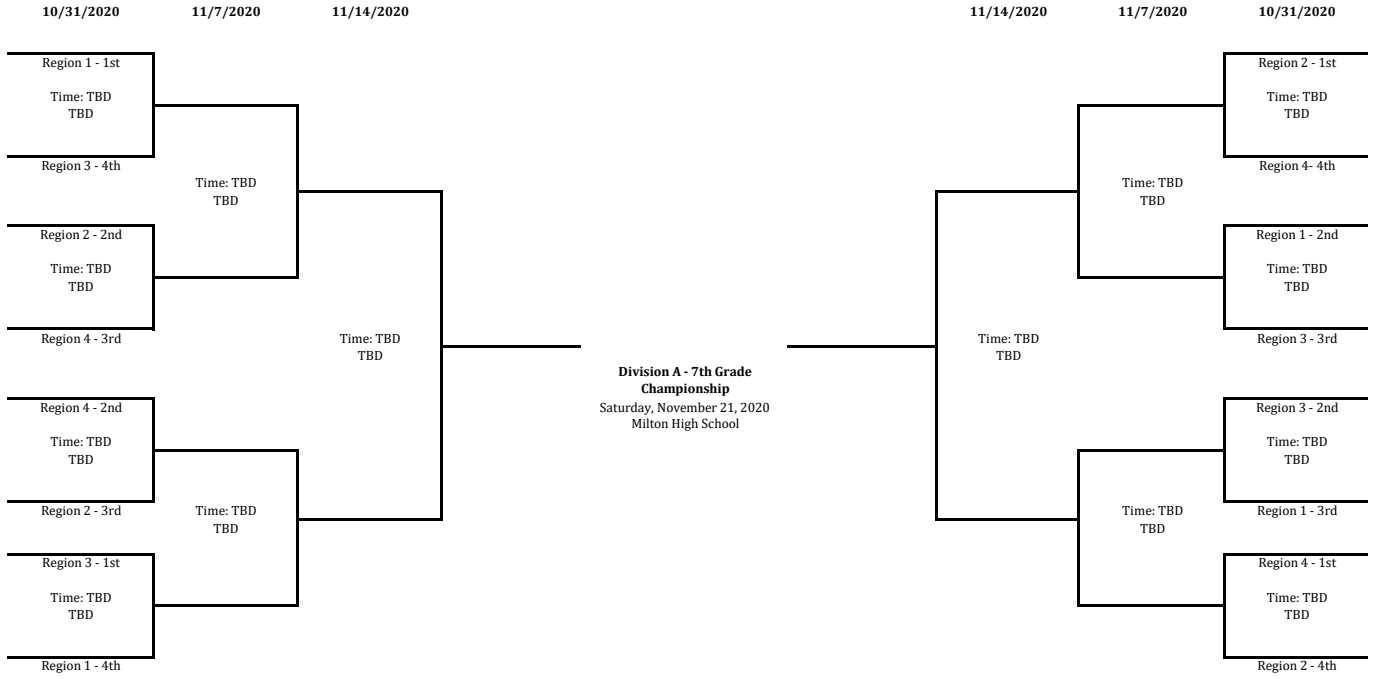 10/31/2020
11/7/2020
11/14/2020
11/14/2020
11/7/2020
10/31/2020
Region 1 - 1st
Time: TBD
TBD
Region 3 - 4th
Time: TBD
TBD
Region 2 - 2nd
Time: TBD
TBD
Region 4 - 3rd
Time: TBD
TBD
Region 4 - 2nd
Time: TBD
TBD
Region 2 - 3rd
Time: TBD
TBD
Region 3 - 1st
Time: TBD
TBD
Region 1 - 4th
Division A - 7th Grade
Championship
Saturday, November 21, 2020
Milton High School
Region 2 - 1st
Time: TBD
TBD
Region 4- 4th
Time: TBD
TBD
Region 1 - 2nd
Time: TBD
TBD
Region 3 - 3rd
Time: TBD
TBD
Region 3 - 2nd
Time: TBD
TBD
Region 1 - 3rd
Time: TBD
TBD
Region 4 - 1st
Time: TBD
TBD
Region 2 - 4th